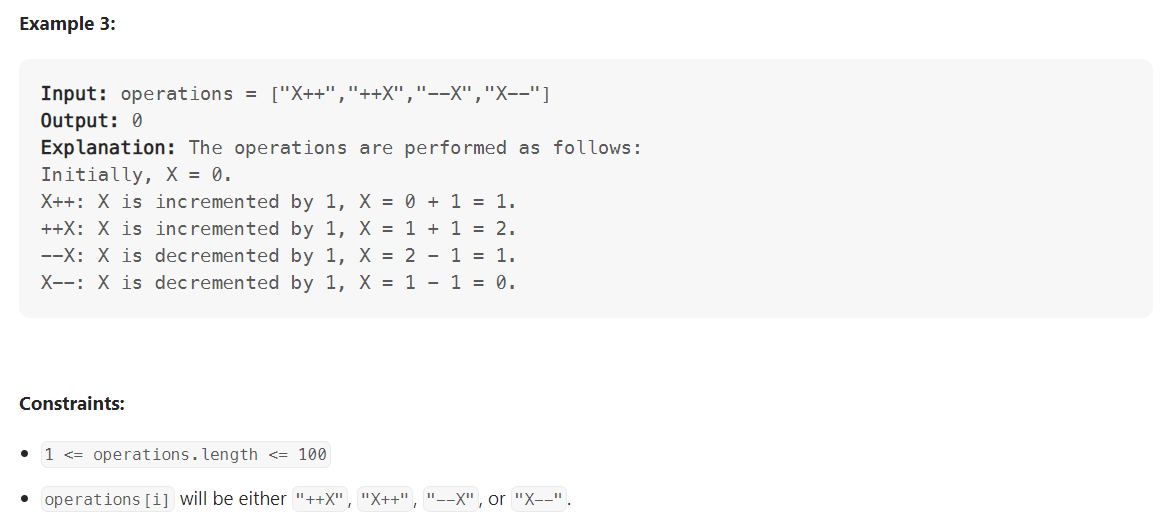 Example 3:
Input: operations = ["X++","++X","--X","X--"]
Output: 0
Explanation: The operations are performed as follows:
Initially, X = 0.
X++: X is incremented by 1, X = 0 + 1 = 1.
++X: X is incremented by 1, X = 1 + 1 = 2.
--X: X is decremented by 1, X = 2 - 1 = 1.
X--: X is decremented by 1, X = 1 - 1 = 0.
Constraints:
• 1 <= operations.length <= 100
• operations[i] will be either "++X", "X++", "--X", or "X--".